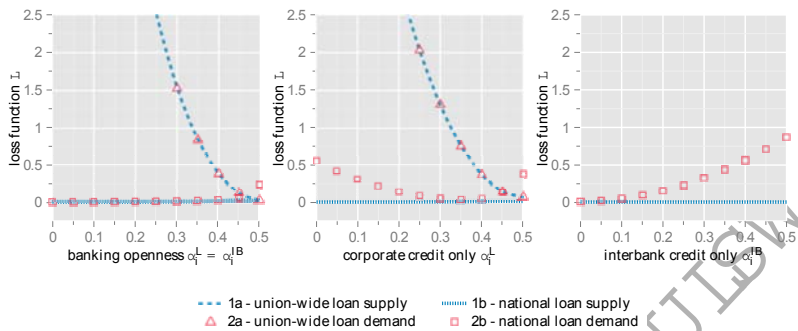 2.5 2.5 2.5
2 2 2
1.5 1.5 1.5
1 1 1
0.5 0.5 0.5
0 0 0
loss function L loss function L loss function L
0 0.1 0.2 0.3 0.4 0.5 0 0.1 0.2 0.3 0.4 0.5 0 0.1 0.2 0.3 0.4 0.5
banking openness α_i^L = α_i^IB corporate credit only α_i^L interbank credit only α_i^IB
1a - union-wide loan supply 1b - national loan supply
2a - union-wide loan demand 2b - national loan demand